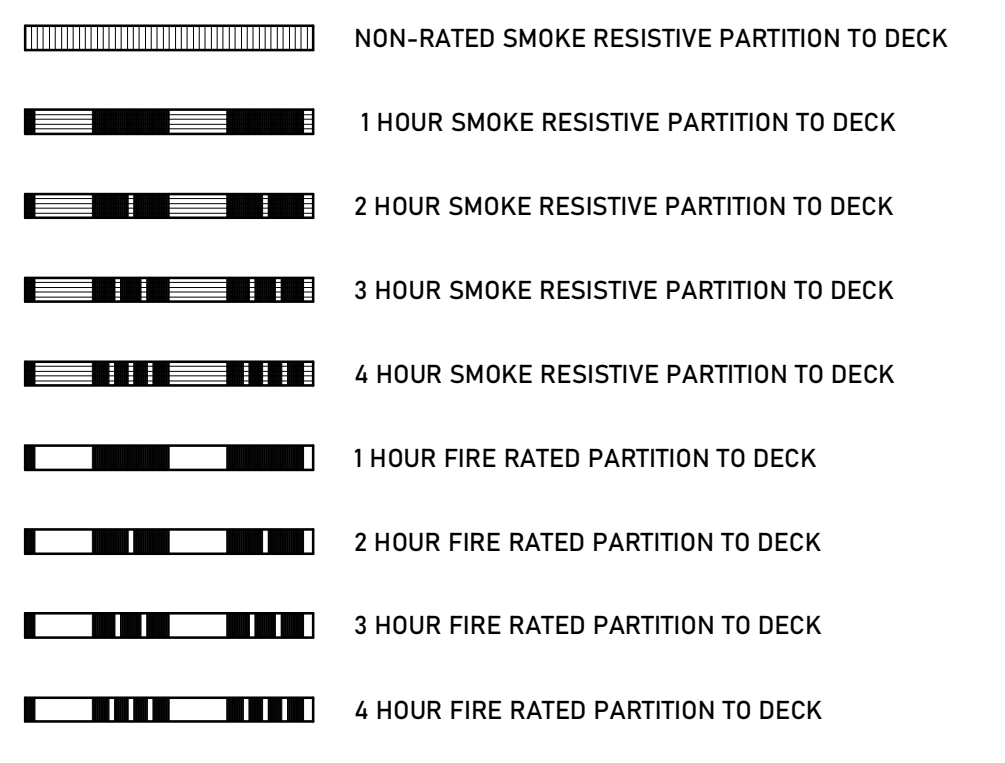 NON-RATED SMOKE RESISTIVE PARTITION TO DECK
1 HOUR SMOKE RESISTIVE PARTITION TO DECK
2 HOUR SMOKE RESISTIVE PARTITION TO DECK
3 HOUR SMOKE RESISTIVE PARTITION TO DECK
4 HOUR SMOKE RESISTIVE PARTITION TO DECK
1 HOUR FIRE RATED PARTITION TO DECK
2 HOUR FIRE RATED PARTITION TO DECK
3 HOUR FIRE RATED PARTITION TO DECK
4 HOUR FIRE RATED PARTITION TO DECK